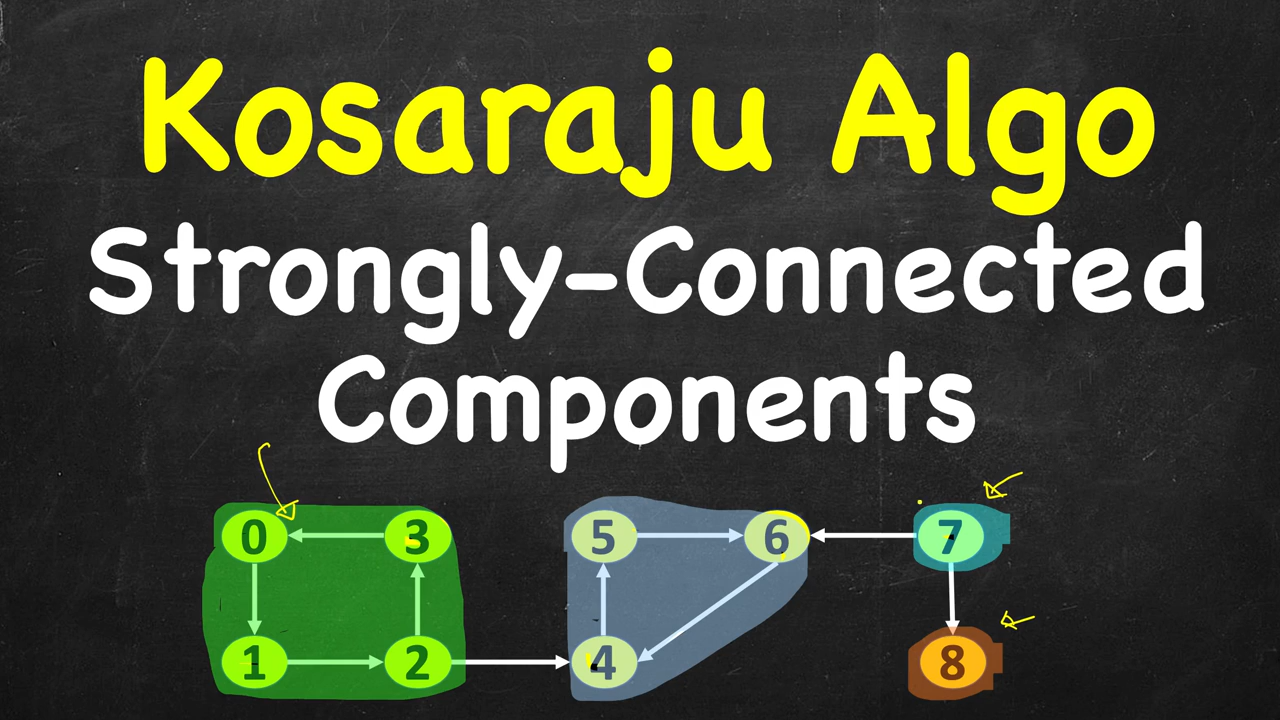 Kosaraju Algo
Strongly-Connected
Components
0 3 5 6 7
1 2 4 8